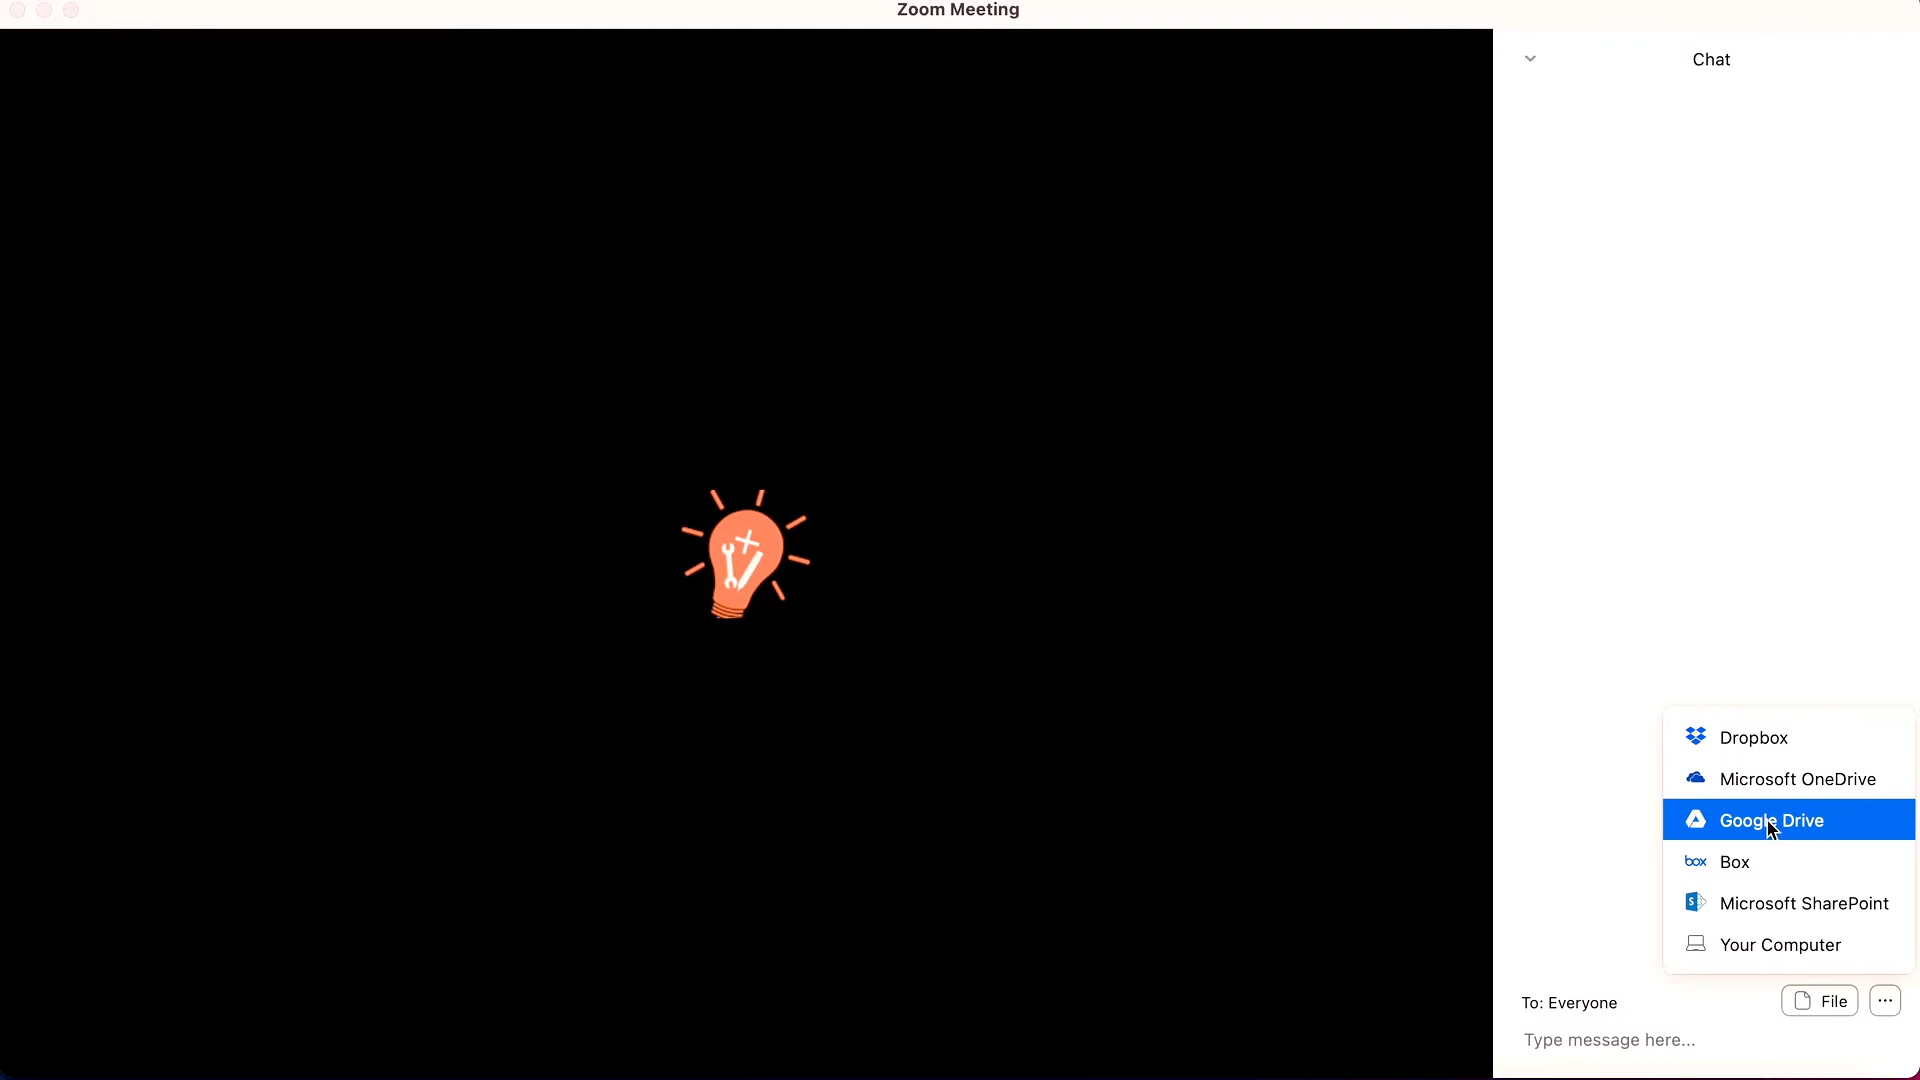 Zoom Meeting
Chat
Dropbox
Microsoft OneDrive
Google Drive
box Box
Microsoft SharePoint
Your Computer
To: Everyone
File
Type message here...